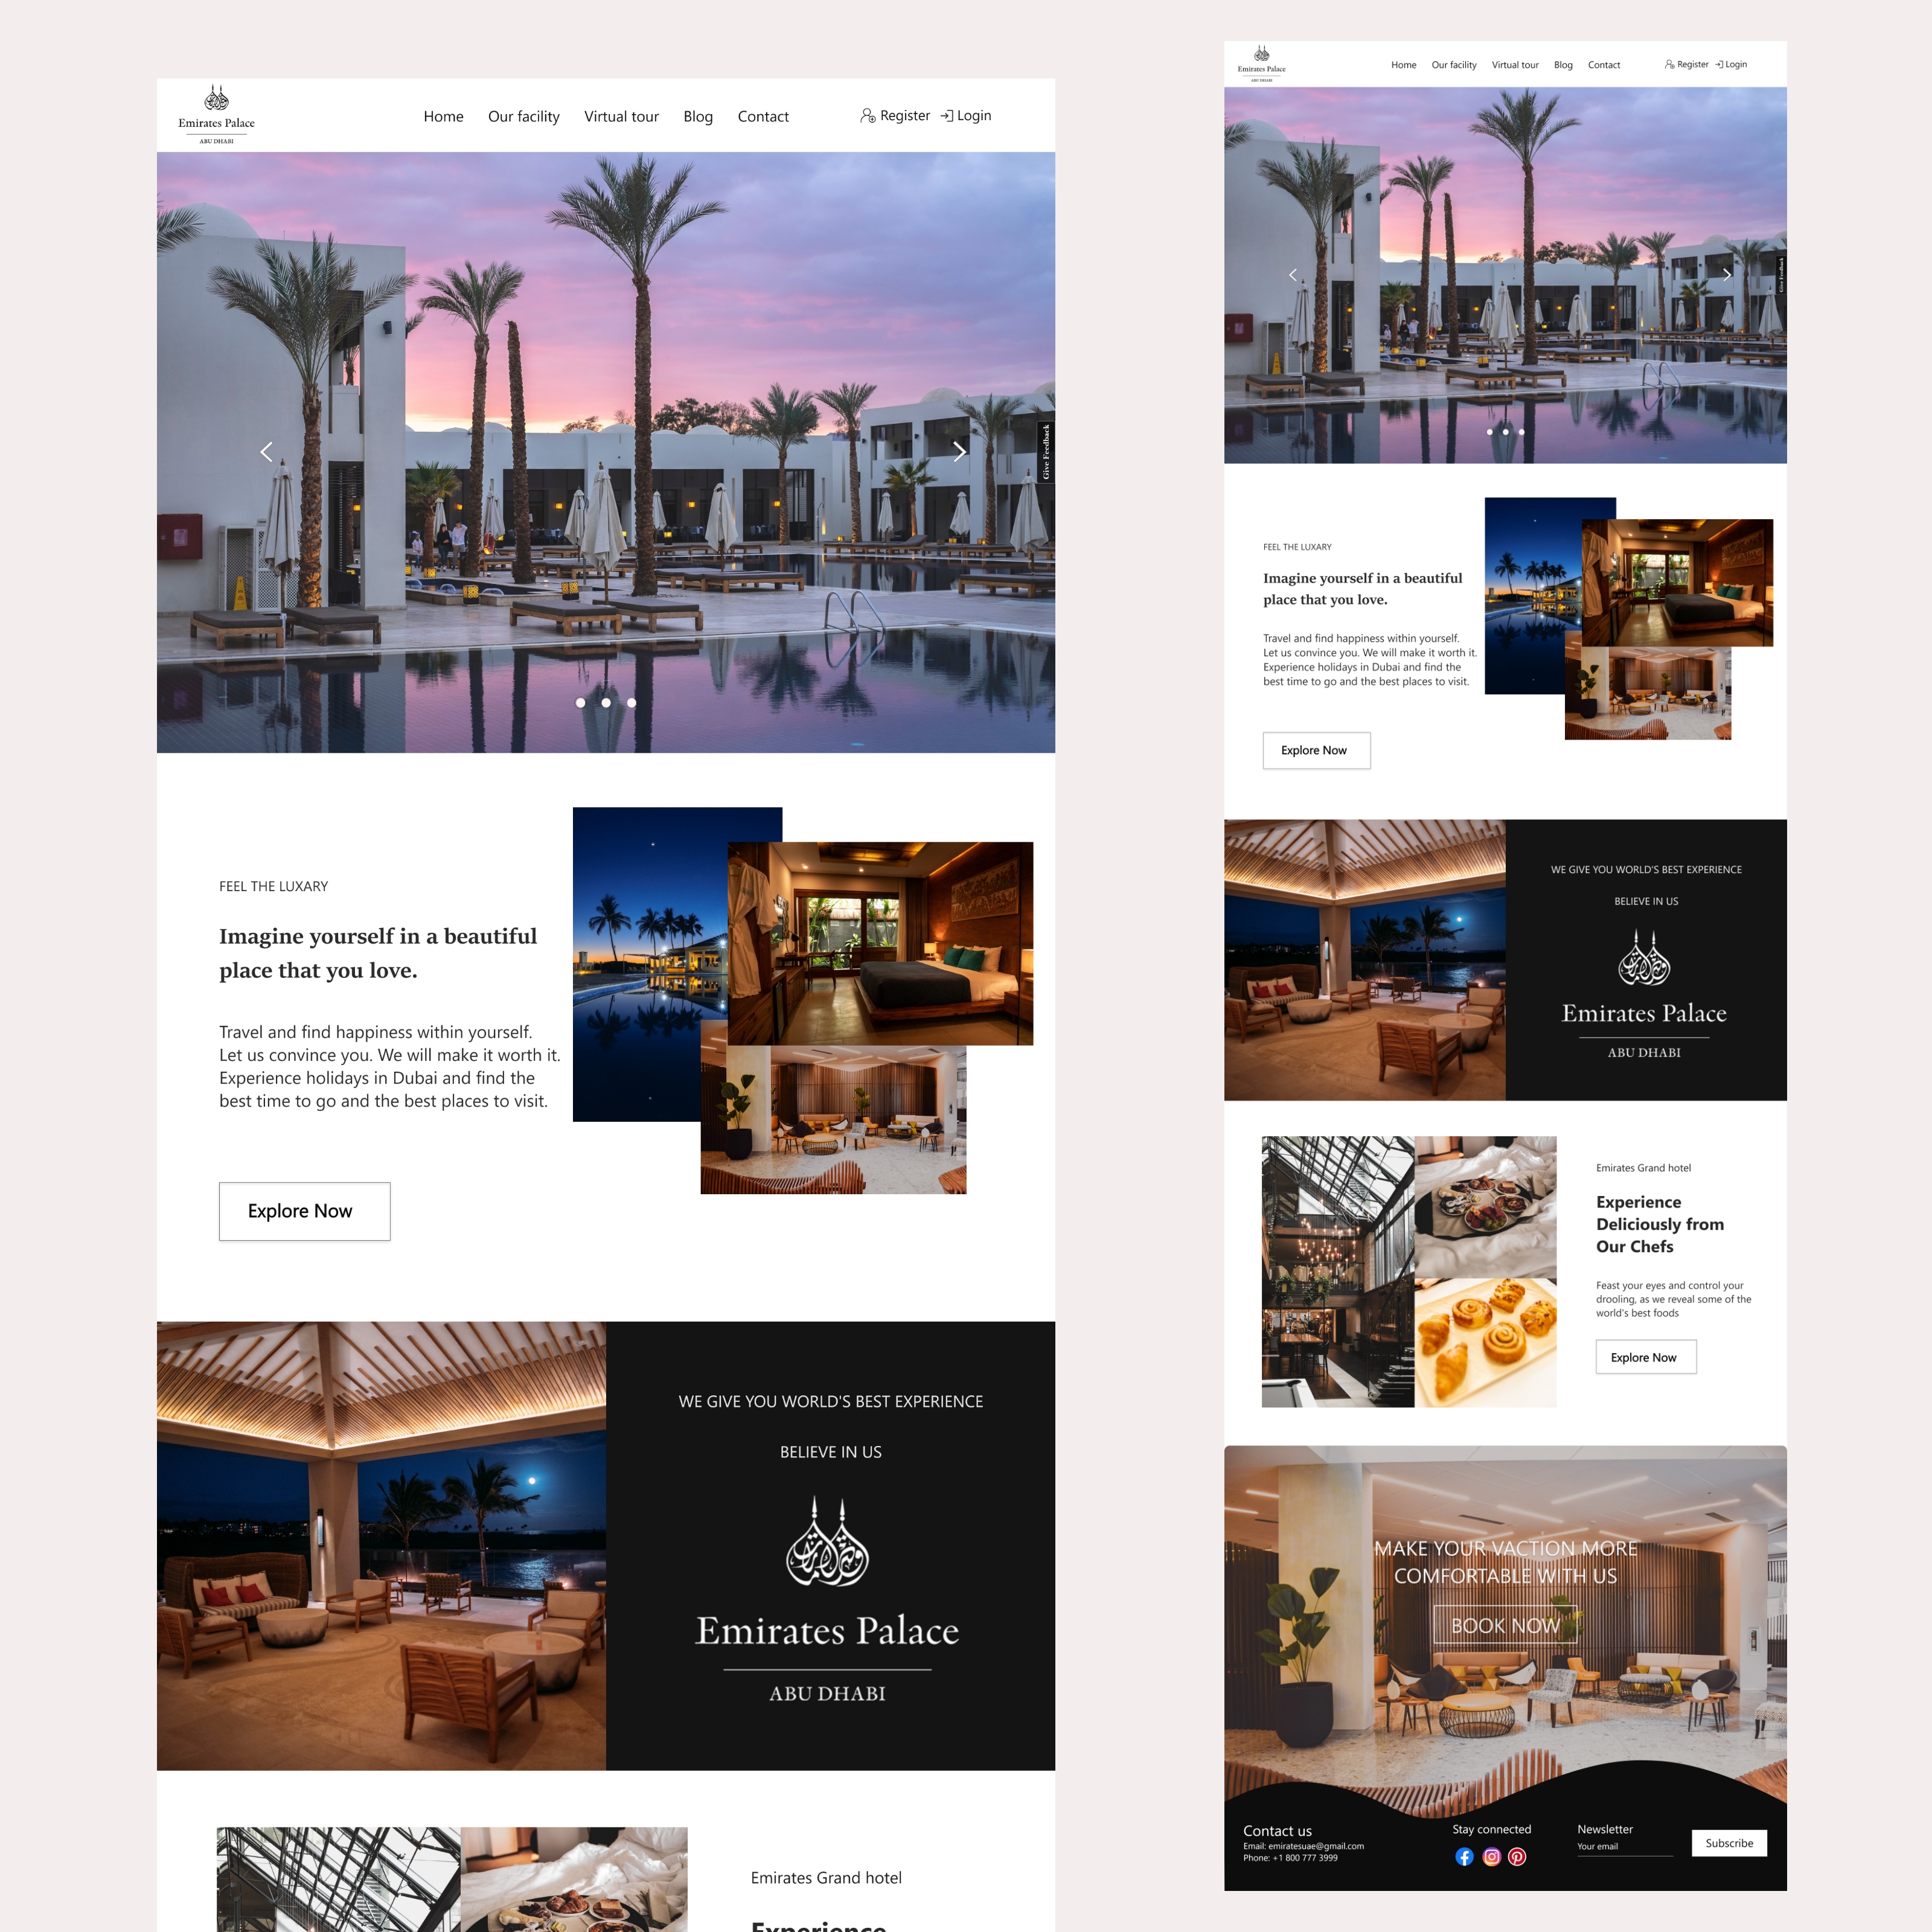 Emirates Palace
ABU DHABI
Home Our facility Virtual tour Blog Contact Register Login
Give Feedback
FEEL THE LUXARY
Imagine yourself in a beautiful
place that you love.
Travel and find happiness within yourself.
Let us convince you. We will make it worth it.
Experience holidays in Dubai and find the
best time to go and the best places to visit.
Explore Now
WE GIVE YOU WORLD'S BEST EXPERIENCE
BELIEVE IN US
Emirates Palace
ABU DHABI
Emirates Grand hotel
Experience
Emirates Palace
ABU DHABI
Home Our facility Virtual tour Blog Contact Register Login
Give Feedback
FEEL THE LUXARY
Imagine yourself in a beautiful
place that you love.
Travel and find happiness within yourself.
Let us convince you. We will make it worth it.
Experience holidays in Dubai and find the
best time to go and the best places to visit.
Explore Now
WE GIVE YOU WORLD'S BEST EXPERIENCE
BELIEVE IN US
Emirates Palace
ABU DHABI
Emirates Grand hotel
Experience
Deliciously from
Our Chefs
Feast your eyes and control your
drooling, as we reveal some of the
world's best foods
Explore Now
MAKE YOUR VACTION MORE
COMFORTABLE WITH US
BOOK NOW
Contact us
Email: emiratesuae@gmail.com
Phone: +1 800 777 3999
Stay connected
Newsletter
Your email
Subscribe